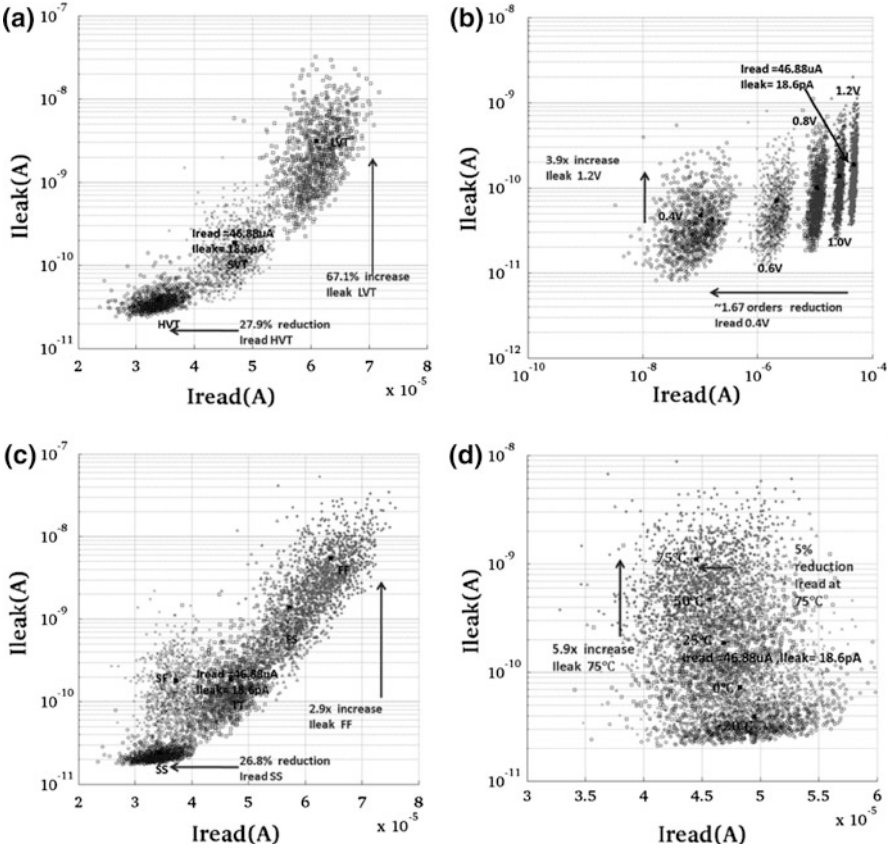 (a)
10^-7
10^-8
10^-9
10^-10
10^-11
Ileak(A)
LVT
Iread =46.88uA
Ileak= 18.6pA
SVT
67.1% increase
Ileak LVT
HVT
27.9% reduction
Iread HVT
2 3 4 5 6 7 8
x 10^-5
Iread(A)
(b)
10^-8
10^-9
10^-10
10^-11
10^-12
Ileak(A)
Iread =46.88uA
Ileak= 18.6pA
1.2V
0.8V
3.9x increase
Ileak 1.2V
0.4V
0.6V
1.0V
~1.67 orders reduction
Iread 0.4V
10^-10 10^-8 10^-6 10^-4
Iread(A)
(c)
10^-7
10^-8
10^-9
10^-10
10^-11
Ileak(A)
FF
FS
SF
Iread =46.88uA
Ileak= 18.6pA
TT
2.9x increase
Ileak FF
SS
26.8% reduction
Iread SS
2 3 4 5 6 7 8
x 10^-5
Iread(A)
(d)
10^-8
10^-9
10^-10
10^-11
Ileak(A)
75°C
5%
reduction
Iread at
75°C
50°C
5.9x increase
Ileak 75°C
25°C
Iread =46.88uA ,Ileak= 18.6pA
0°C
3 3.5 4 4.5 5 5.5 6
x 10^-5
Iread(A)